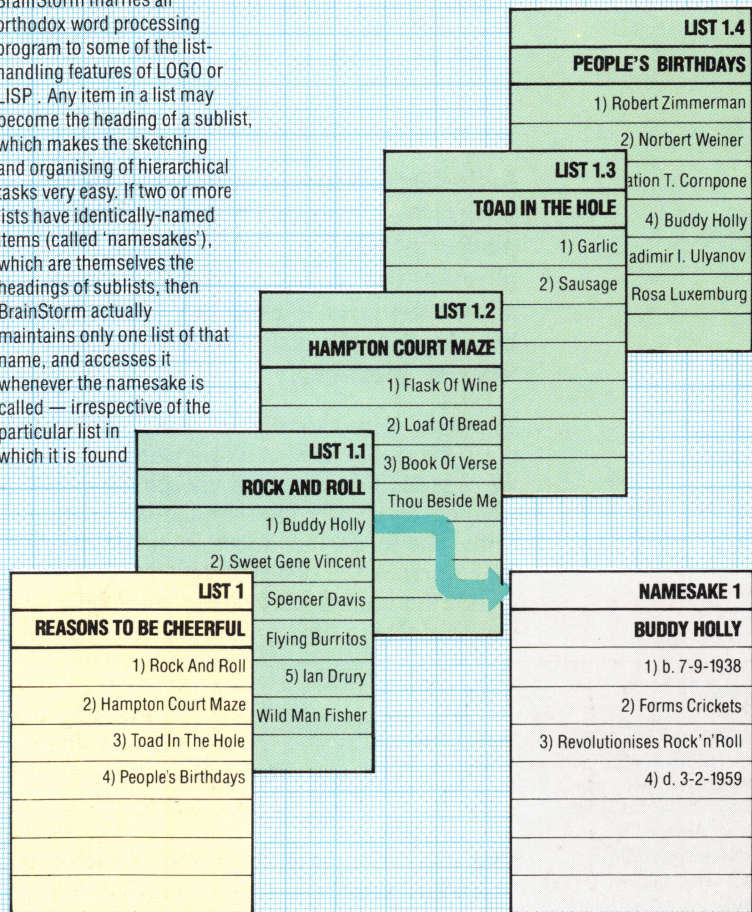 BrainStorm marries an
orthodox word processing
program to some of the list-
handling features of LOGO or
LISP . Any item in a list may
become the heading of a sublist,
which makes the sketching
and organising of hierarchical
tasks very easy. If two or more
lists have identically-named
items (called 'namesakes'),
which are themselves the
headings of sublists, then
BrainStorm actually
maintains only one list of that
name, and accesses it
whenever the namesake is
called — irrespective of the
particular list in
which it is found
LIST 1.4
PEOPLE'S BIRTHDAYS
1) Robert Zimmerman
2) Norbert Weiner
ation T. Cornpone
4) Buddy Holly
adimir I. Ulyanov
Rosa Luxemburg
LIST 1.3
TOAD IN THE HOLE
1) Garlic
2) Sausage
LIST 1.2
HAMPTON COURT MAZE
1) Flask Of Wine
2) Loaf Of Bread
3) Book Of Verse
Thou Beside Me
LIST 1.1
ROCK AND ROLL
1) Buddy Holly
2) Sweet Gene Vincent
Spencer Davis
Flying Burritos
5) Ian Drury
Wild Man Fisher
LIST 1
REASONS TO BE CHEERFUL
1) Rock And Roll
2) Hampton Court Maze
3) Toad In The Hole
4) People's Birthdays
NAMESAKE 1
BUDDY HOLLY
1) b. 7-9-1938
2) Forms Crickets
3) Revolutionises Rock'n'Roll
4) d. 3-2-1959